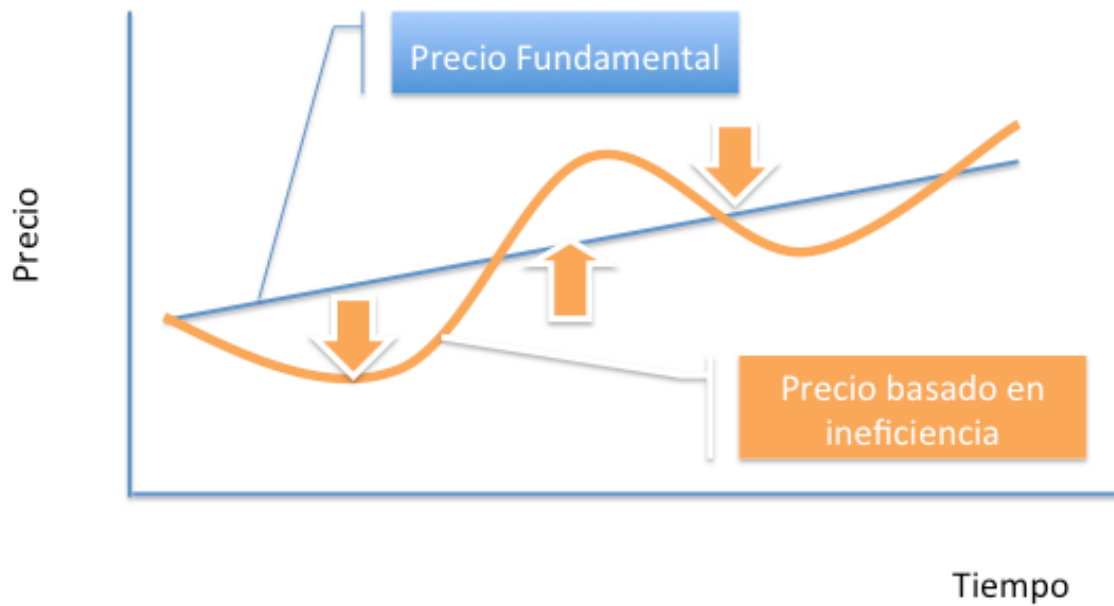 Precio Fundamental
Precio
Precio basado en
ineficiencia
Tiempo